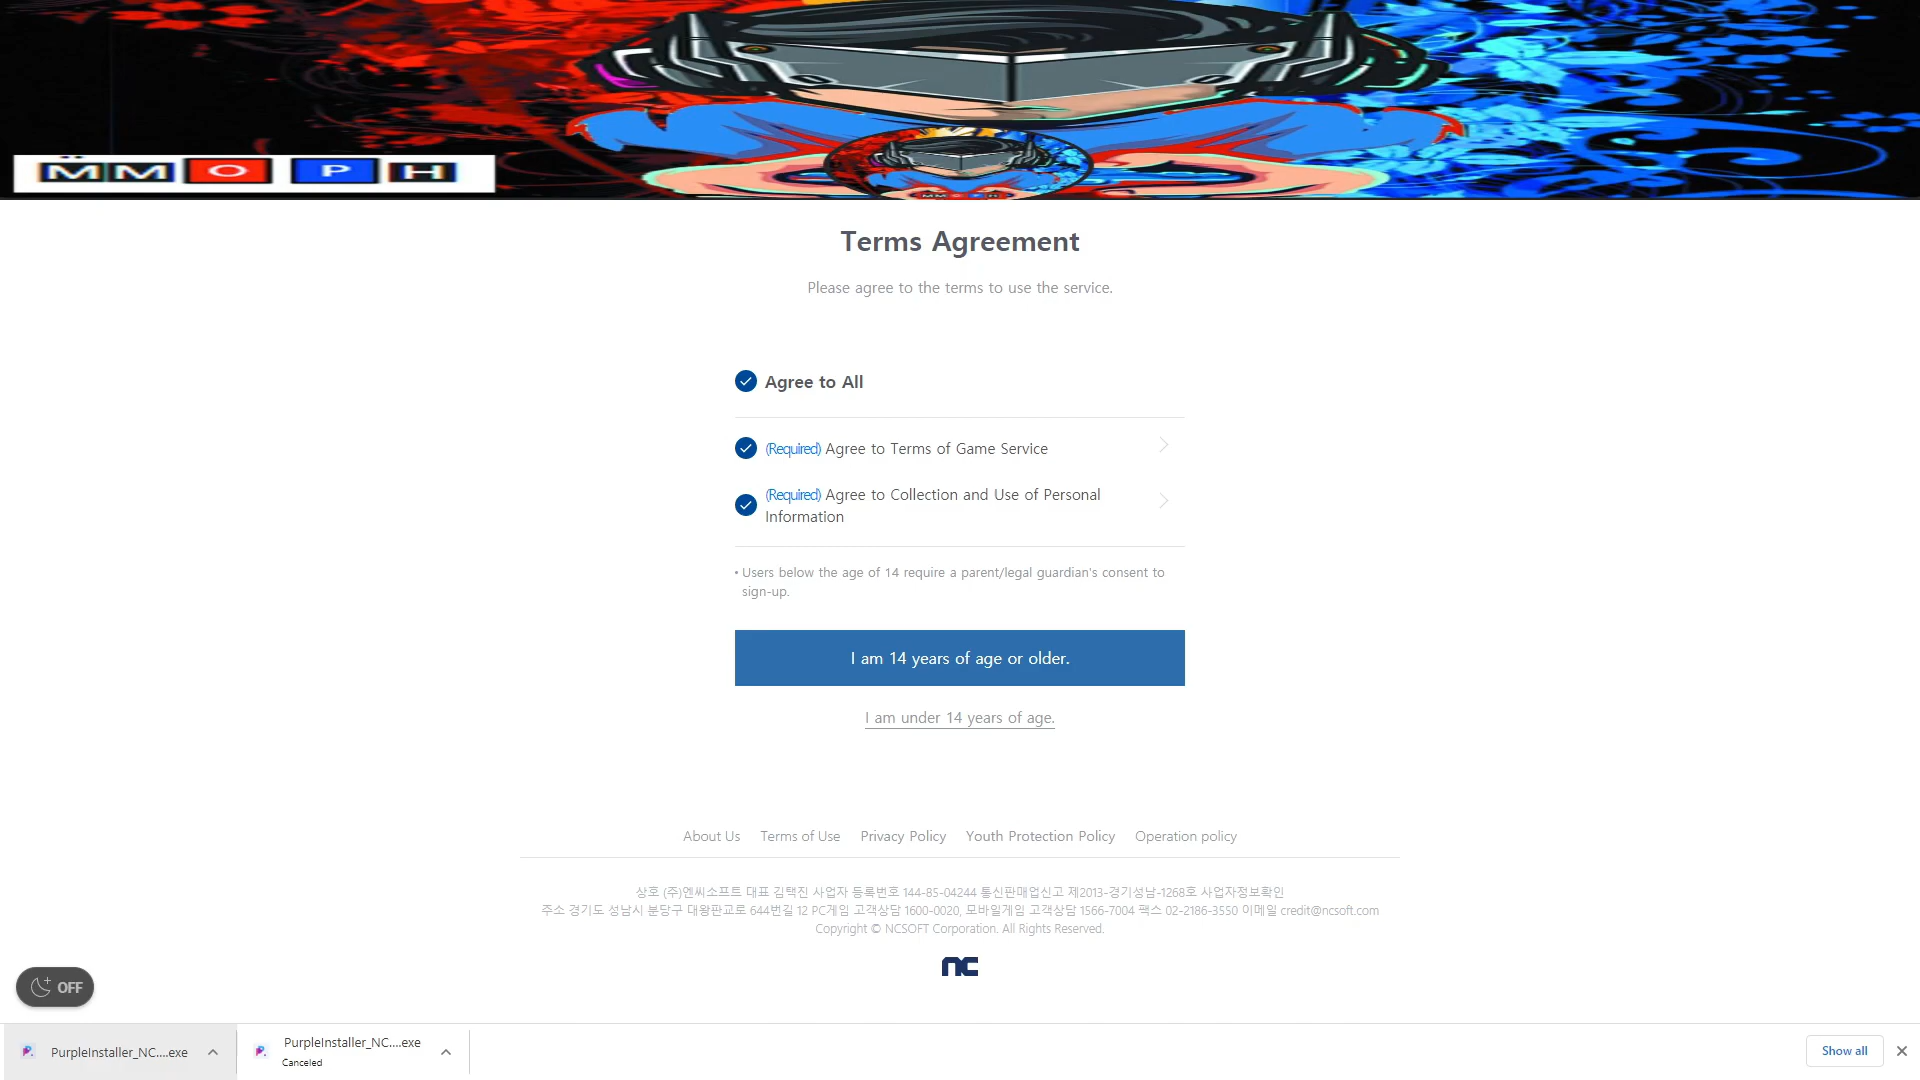 MMOPH
Terms Agreement
Please agree to the terms to use the service.
Agree to All
(Required) Agree to Terms of Game Service
(Required) Agree to Collection and Use of Personal
Information
• Users below the age of 14 require a parent/legal guardian's consent to
sign-up.
I am 14 years of age or older.
I am under 14 years of age.
About Us Terms of Use Privacy Policy Youth Protection Policy Operation policy
상호 (주)엔씨소프트 대표 김택진 사업자 등록번호 144-85-04244 통신판매업신고 제2013-경기성남-1268호 사업자정보확인
주소 경기도 성남시 분당구 대왕판교로 644번길 12 PC게임 고객상담 1600-0020, 모바일게임 고객상담 1566-7004 팩스 02-2186-3550 이메일 credit@ncsoft.com
Copyright © NCSOFT Corporation. All Rights Reserved.
nc
OFF
PurpleInstaller_NC....exe
PurpleInstaller_NC....exe
Canceled
Show all